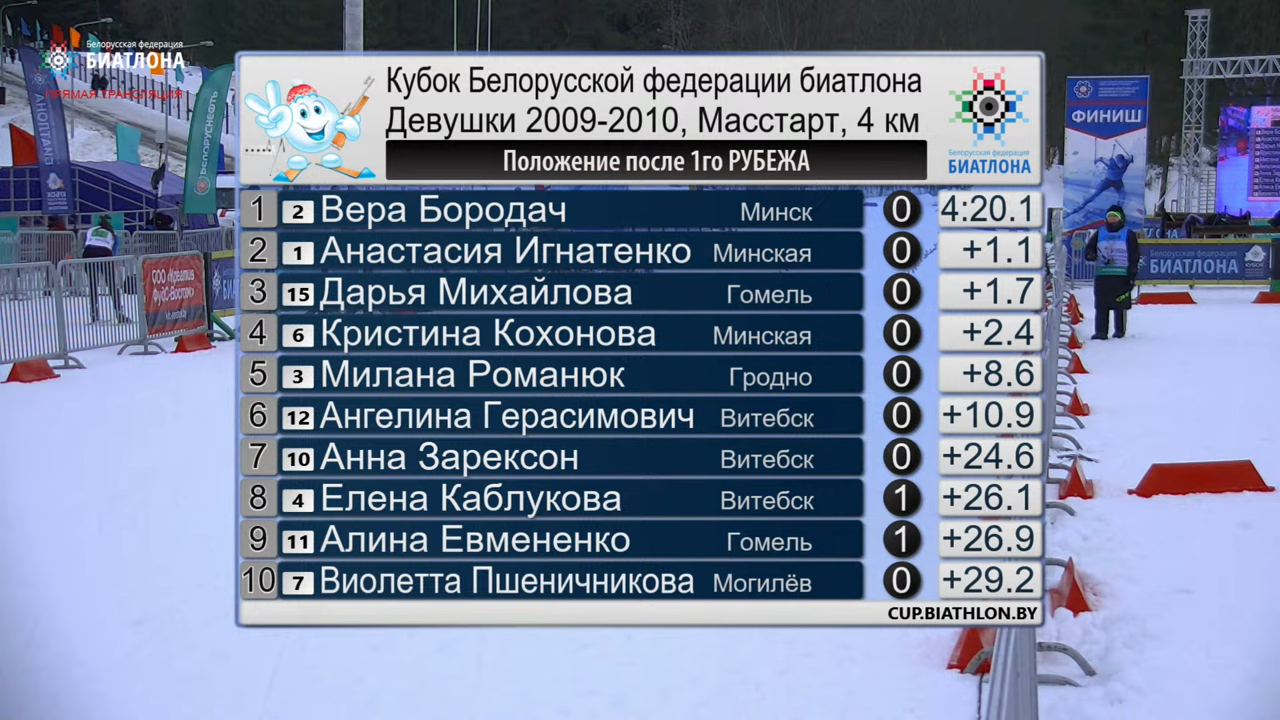 Белорусская федерация
БИАТЛОНА
ПРЯМАЯ ТРАНСЛЯЦИЯ
Кубок Белорусской федерации биатлона
Девушки 2009-2010, Масстарт, 4 км
Положение после 1го РУБЕЖА
Белорусская федерация
БИАТЛОНА
1 2 Вера Бородач Минск 0 4:20.1
2 1 Анастасия Игнатенко Минская 0 +1.1
3 15 Дарья Михайлова Гомель 0 +1.7
4 6 Кристина Кохонова Минская 0 +2.4
5 3 Милана Романюк Гродно 0 +8.6
6 12 Ангелина Герасимович Витебск 0 +10.9
7 10 Анна Зарексон Витебск 0 +24.6
8 4 Елена Каблукова Витебск 1 +26.1
9 11 Алина Евмененко Гомель 1 +26.9
10 7 Виолетта Пшеничникова Могилёв 0 +29.2
CUP.BIATHLON.BY
ФИНИШ
БЕЛОРУСНЕФТЬ
Белорусская федерация
БИАТЛОНА